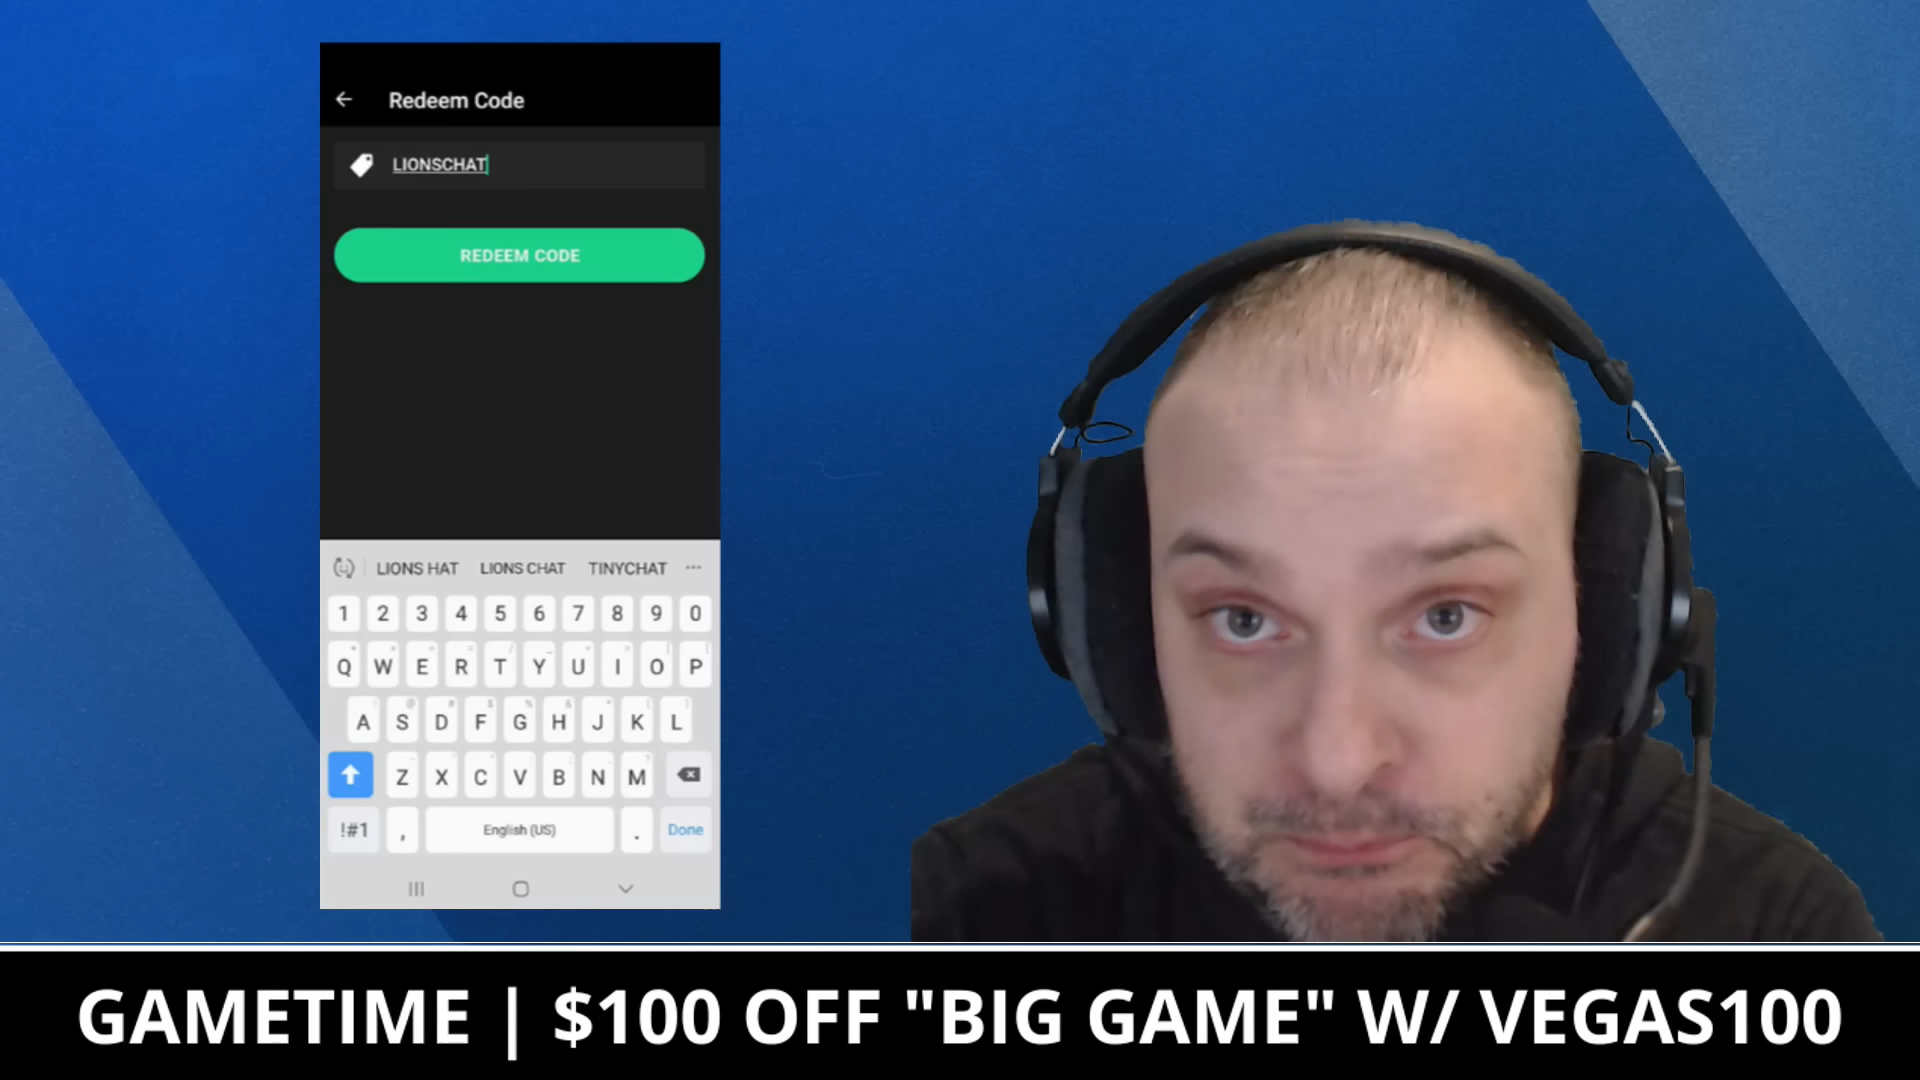 Redeem Code
LIONSCHAT
REDEEM CODE
LIONS HAT LIONS CHAT TINYCHAT ...
1 2 3 4 5 6 7 8 9 0
Q W E R T Y U I O P
A S D F G H J K L
Z X C V B N M
!#1 , English (US) . Done
GAMETIME | $100 OFF "BIG GAME" W/ VEGAS100